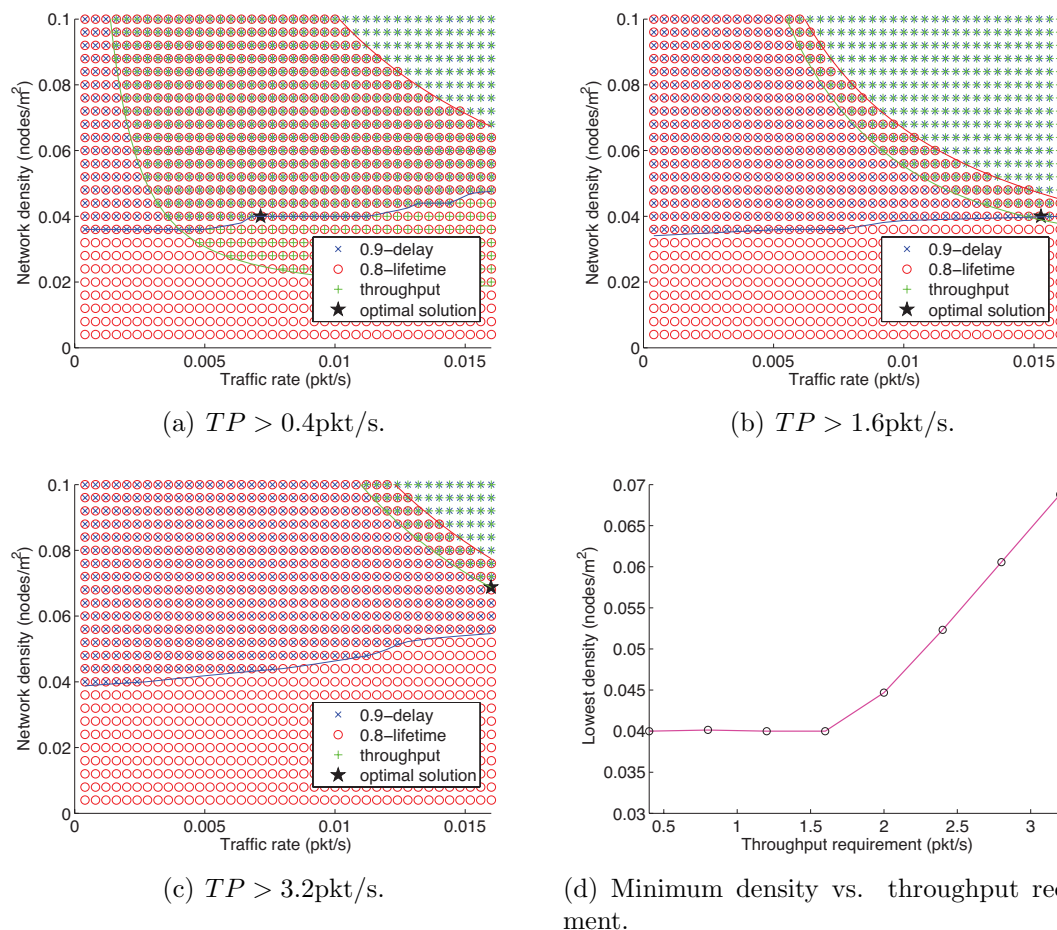 0.1
0.08
0.06
0.04
0.02
0
Network density (nodes/m²)
0.005
0.01
0.015
Traffic rate (pkt/s)
0.9−delay
0.8−lifetime
throughput
optimal solution
(a) TP > 0.4pkt/s.
0.1
0.08
0.06
0.04
0.02
0
Network density (nodes/m²)
0
0.005
0.01
0.015
Traffic rate (pkt/s)
0.9−delay
0.8−lifetime
throughput
optimal solution
(b) TP > 1.6pkt/s.
0.1
0.08
0.06
0.04
0.02
0
Network density (nodes/m²)
0
0.005
0.01
0.015
Traffic rate (pkt/s)
0.9−delay
0.8−lifetime
throughput
optimal solution
(c) TP > 3.2pkt/s.
0.07
0.065
0.06
0.055
0.05
0.045
0.04
0.035
0.03
Lowest density (nodes/m²)
0.5
1
1.5
2
2.5
3
Throughput requirement (pkt/s)
(d) Minimum density vs. throughput
ment.